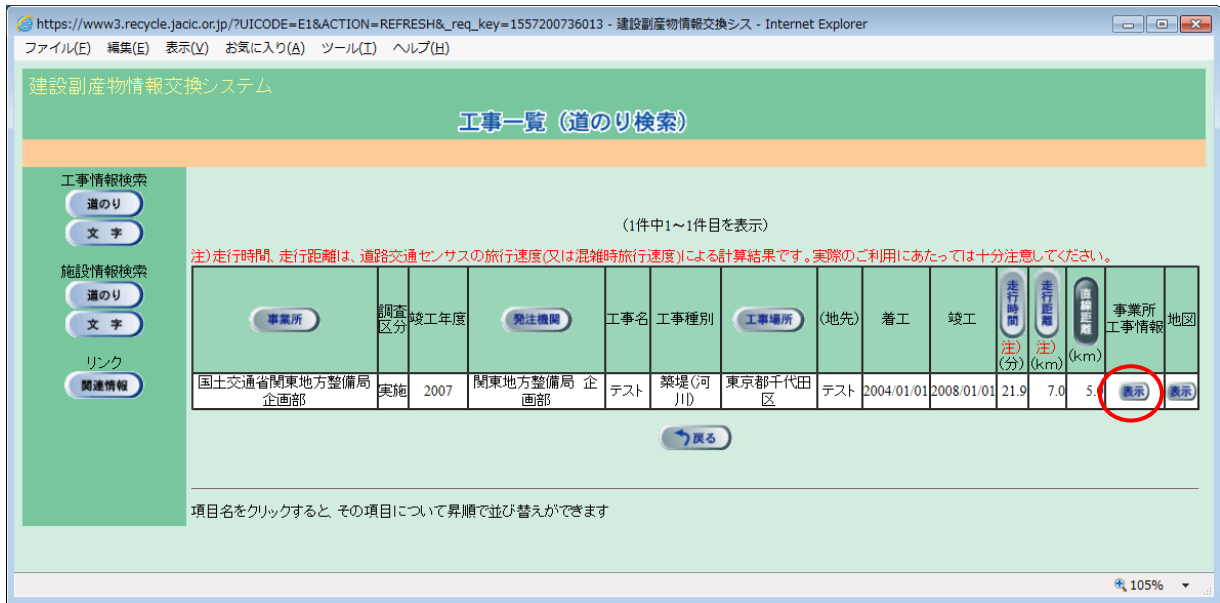 https://www3.recycle.jacic.or.jp/?UICODE=E1&ACTION=REFRESH&_req_key=1557200736013 - 建設副産物情報交換シス - Internet Explorer
ファイル(F) 編集(E) 表示(V) お気に入り(A) ツール(T) ヘルプ(H)
建設副産物情報交換システム
工事一覧（道のり検索）
工事情報検索
道のり
文 字
施設情報検索
道のり
文 字
リンク
関連情報
(1件中1～1件目を表示)
注）走行時間、走行距離は、道路交通センサスの旅行速度(又は混雑時旅行速度)による計算結果です。実際のご利用にあたっては十分注意してください。
事業所 調査区分 竣工年度 発注機関 工事名 工事種別 工事場所 (地先) 着工 竣工 走行時間 注) (分) 走行距離 注) (km) 直線距離 (km) 事業所工事情報 地図
国土交通省関東地方整備局 企画部 実施 2007 関東地方整備局 企画部 テスト 築堤(河川) 東京都千代田区 テスト 2004/01/01 2008/01/01 21.9 7.0 5. 表示 表示
戻る
項目名をクリックすると、その項目について昇順で並び替えができます
105%